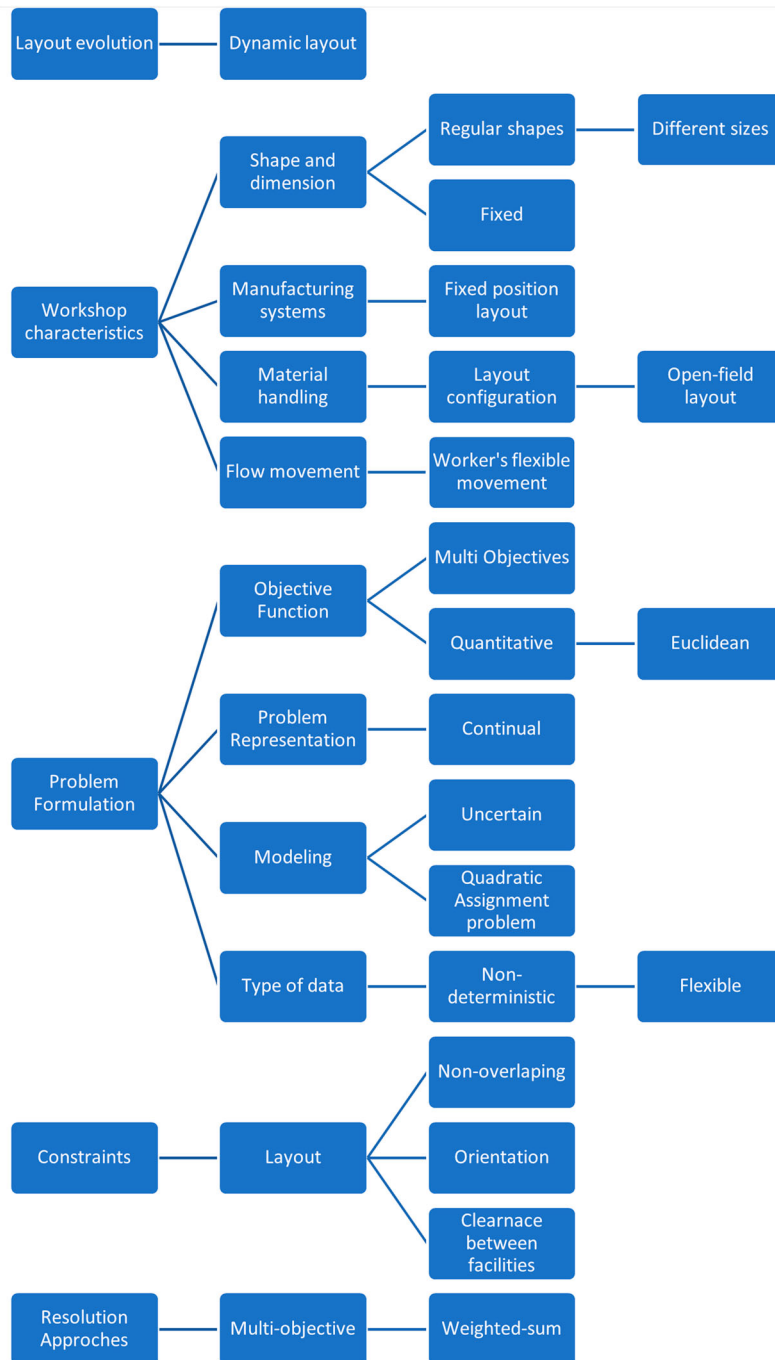 Layout evolution
Dynamic layout
Regular shapes
Different sizes
Shape and
dimension
Fixed
Workshop
characteristics
Manufacturing
systems
Fixed position
layout
Material
handling
Layout
configuration
Open-field
layout
Flow movement
Worker's flexible
movement
Multi Objectives
Objective
Function
Quantitative
Euclidean
Problem
Representation
Continual
Problem
Formulation
Uncertain
Modeling
Quadratic
Assignment
problem
Type of data
Non-
deterministic
Flexible
Non-overlaping
Constraints
Layout
Orientation
Clearnace
between
facilities
Resolution
Approches
Multi-objective
Weighted-sum